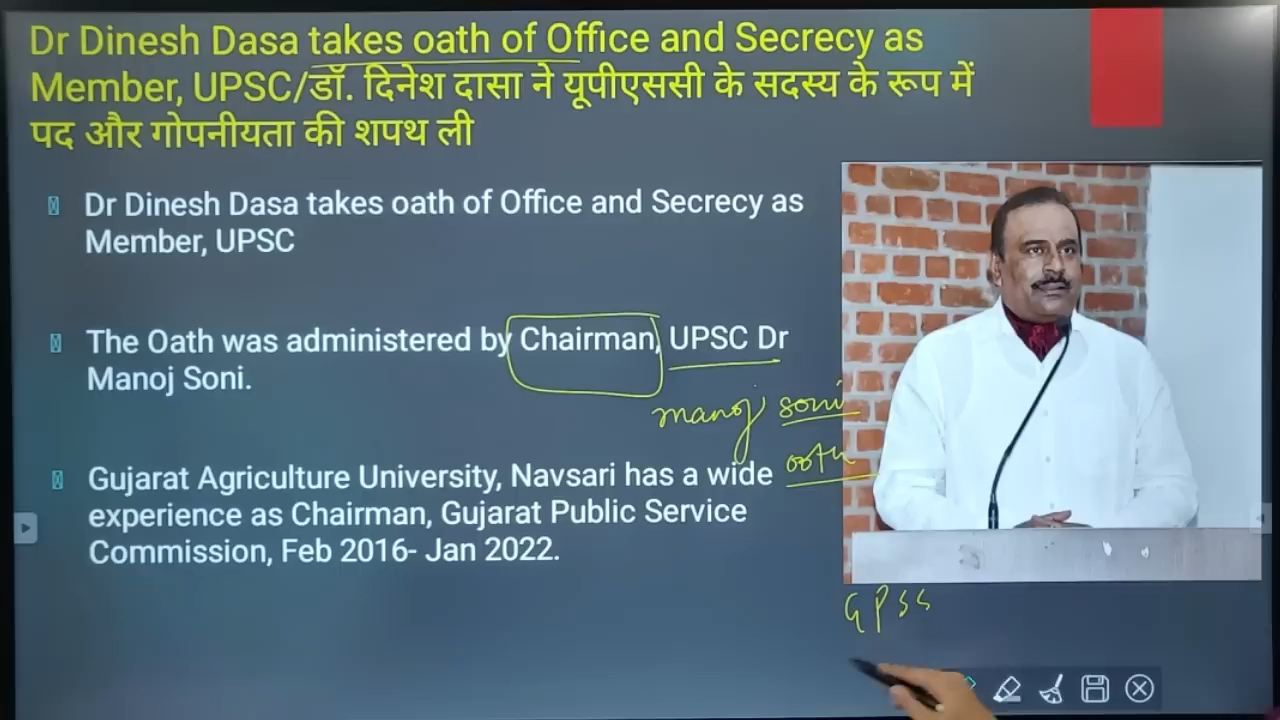 Dr Dinesh Dasa takes oath of Office and Secrecy as
Member, UPSC/डॉ. दिनेश दासा ने यूपीएससी के सदस्य के रूप में
पद और गोपनीयता की शपथ ली
Dr Dinesh Dasa takes oath of Office and Secrecy as
Member, UPSC
The Oath was administered by Chairman, UPSC Dr
Manoj Soni.
manoj soni
ooth
Gujarat Agriculture University, Navsari has a wide
experience as Chairman, Gujarat Public Service
Commission, Feb 2016- Jan 2022.
GPSS